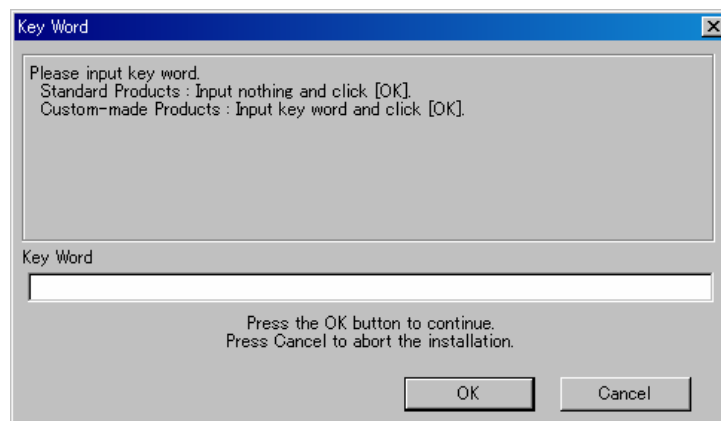 Key Word
Please input key word.
Standard Products : Input nothing and click [OK].
Custom-made Products : Input key word and click [OK].
Key Word
Press the OK button to continue.
Press Cancel to abort the installation.
OK Cancel